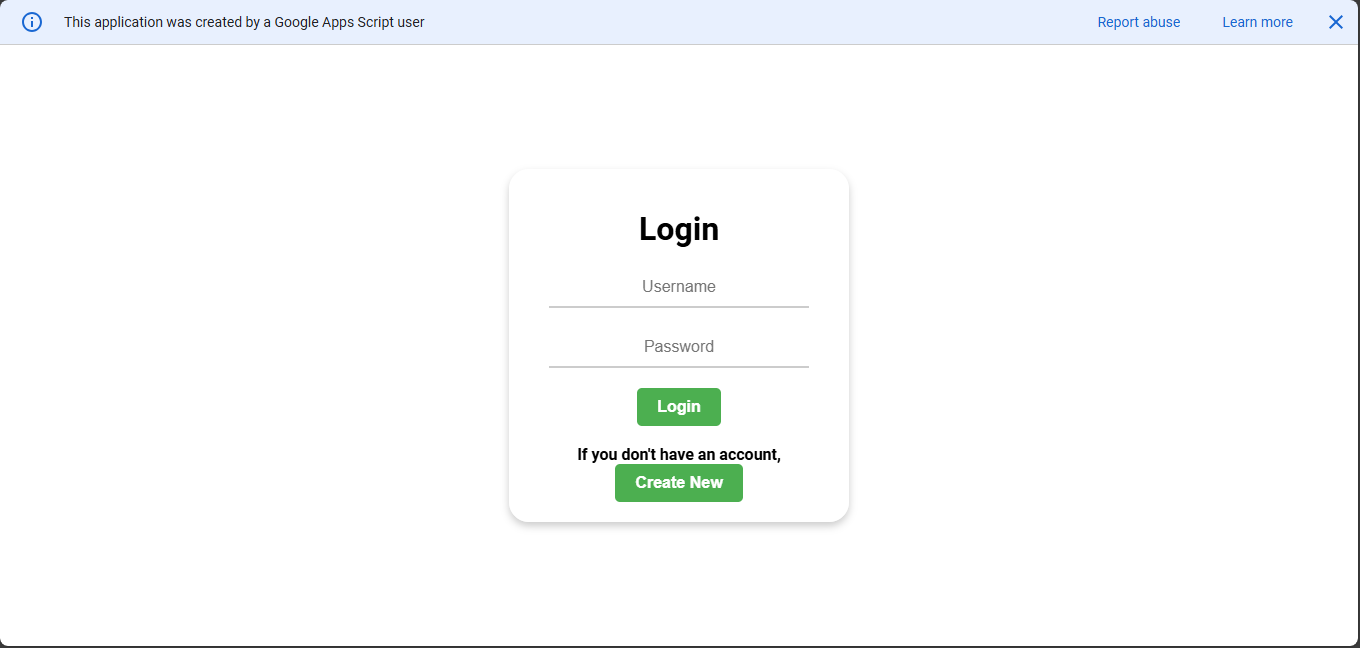 This application was created by a Google Apps Script user
Report abuse
Learn more
Login
Username
Password
Login
If you don't have an account,
Create New